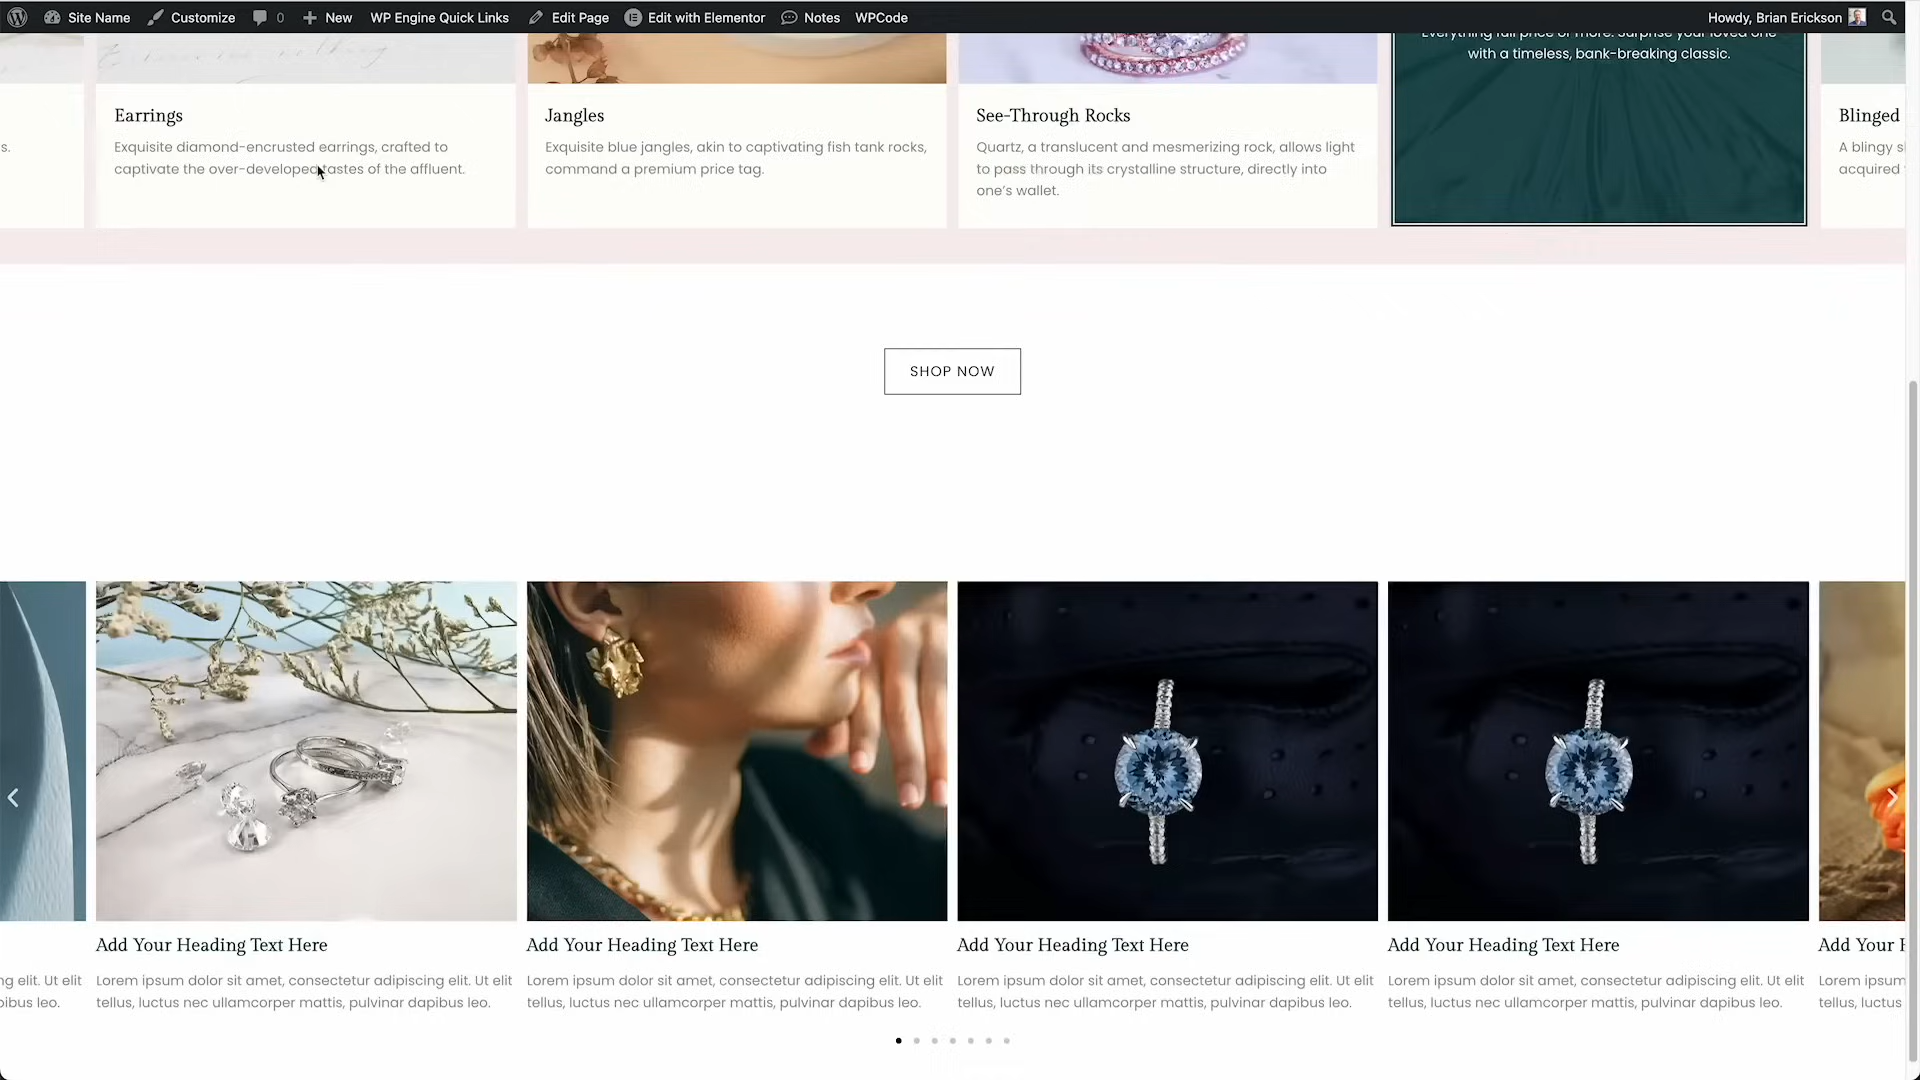 Site Name Customize 0 New WP Engine Quick Links Edit Page Edit with Elementor Notes WPCode Howdy, Brian Erickson
Everything full price or more. Surprise your loved one
with a timeless, bank-breaking classic.
Earrings
Exquisite diamond-encrusted earrings, crafted to
captivate the over-developed tastes of the affluent.
Jangles
Exquisite blue jangles, akin to captivating fish tank rocks,
command a premium price tag.
See-Through Rocks
Quartz, a translucent and mesmerizing rock, allows light
to pass through its crystalline structure, directly into
one's wallet.
Blinged
A blingy
acquired
s.
SHOP NOW
Add Your Heading Text Here
Lorem ipsum dolor sit amet, consectetur adipiscing elit. Ut elit
tellus, luctus nec ullamcorper mattis, pulvinar dapibus leo.
Add Your Heading Text Here
Lorem ipsum dolor sit amet, consectetur adipiscing elit. Ut elit
tellus, luctus nec ullamcorper mattis, pulvinar dapibus leo.
Add Your Heading Text Here
Lorem ipsum dolor sit amet, consectetur adipiscing elit. Ut elit
tellus, luctus nec ullamcorper mattis, pulvinar dapibus leo.
Add Your Heading Text Here
Lorem ipsum dolor sit amet, consectetur adipiscing elit. Ut elit
tellus, luctus nec ullamcorper mattis, pulvinar dapibus leo.
Add Your
Lorem ipsum
tellus, luctus
ng elit. Ut elit
ibus leo.